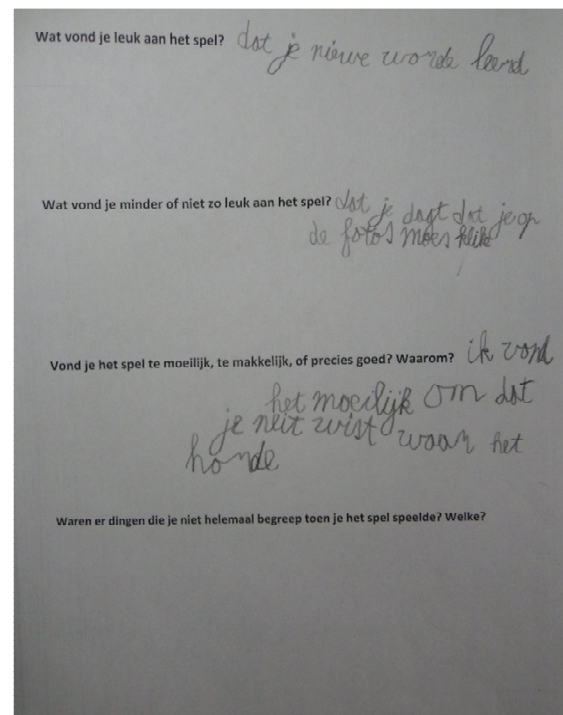 Wat vond je leuk aan het spel? dat je nieuwe worde leerd
Wat vond je minder of niet zo leuk aan het spel? dat je dagt dat je op
de fotos moes klike
Vond je het spel te moeilijk, te makkelijk, of precies goed? Waarom? ik vond
het moeilijk om dat
je neit wist waar het
honde
Waren er dingen die je niet helemaal begreep toen je het spel speelde? Welke?